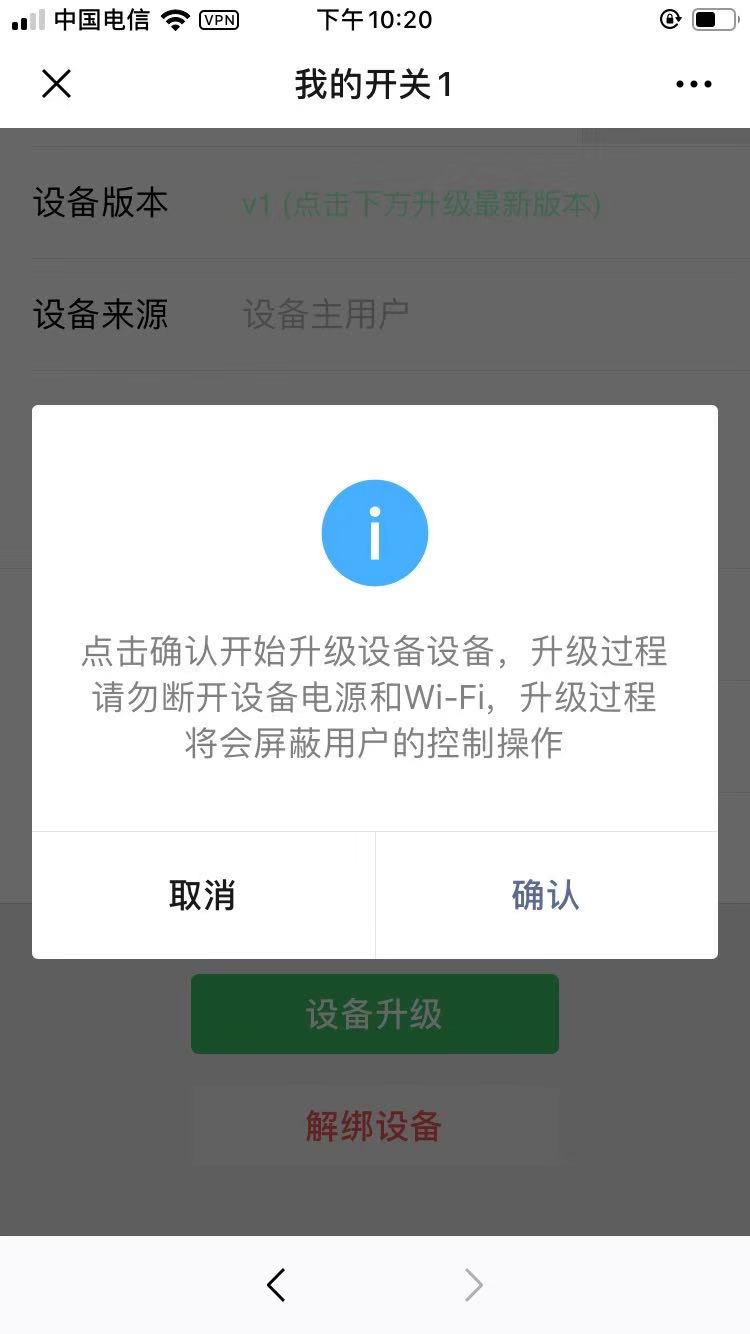 中国电信 VPN 下午10:20
我的开关1
设备版本 v1 (点击下方升级最新版本)
设备来源 设备主用户
i
点击确认开始升级设备设备，升级过程
请勿断开设备电源和Wi-Fi，升级过程
将会屏蔽用户的控制操作
取消 确认
设备升级
解绑设备